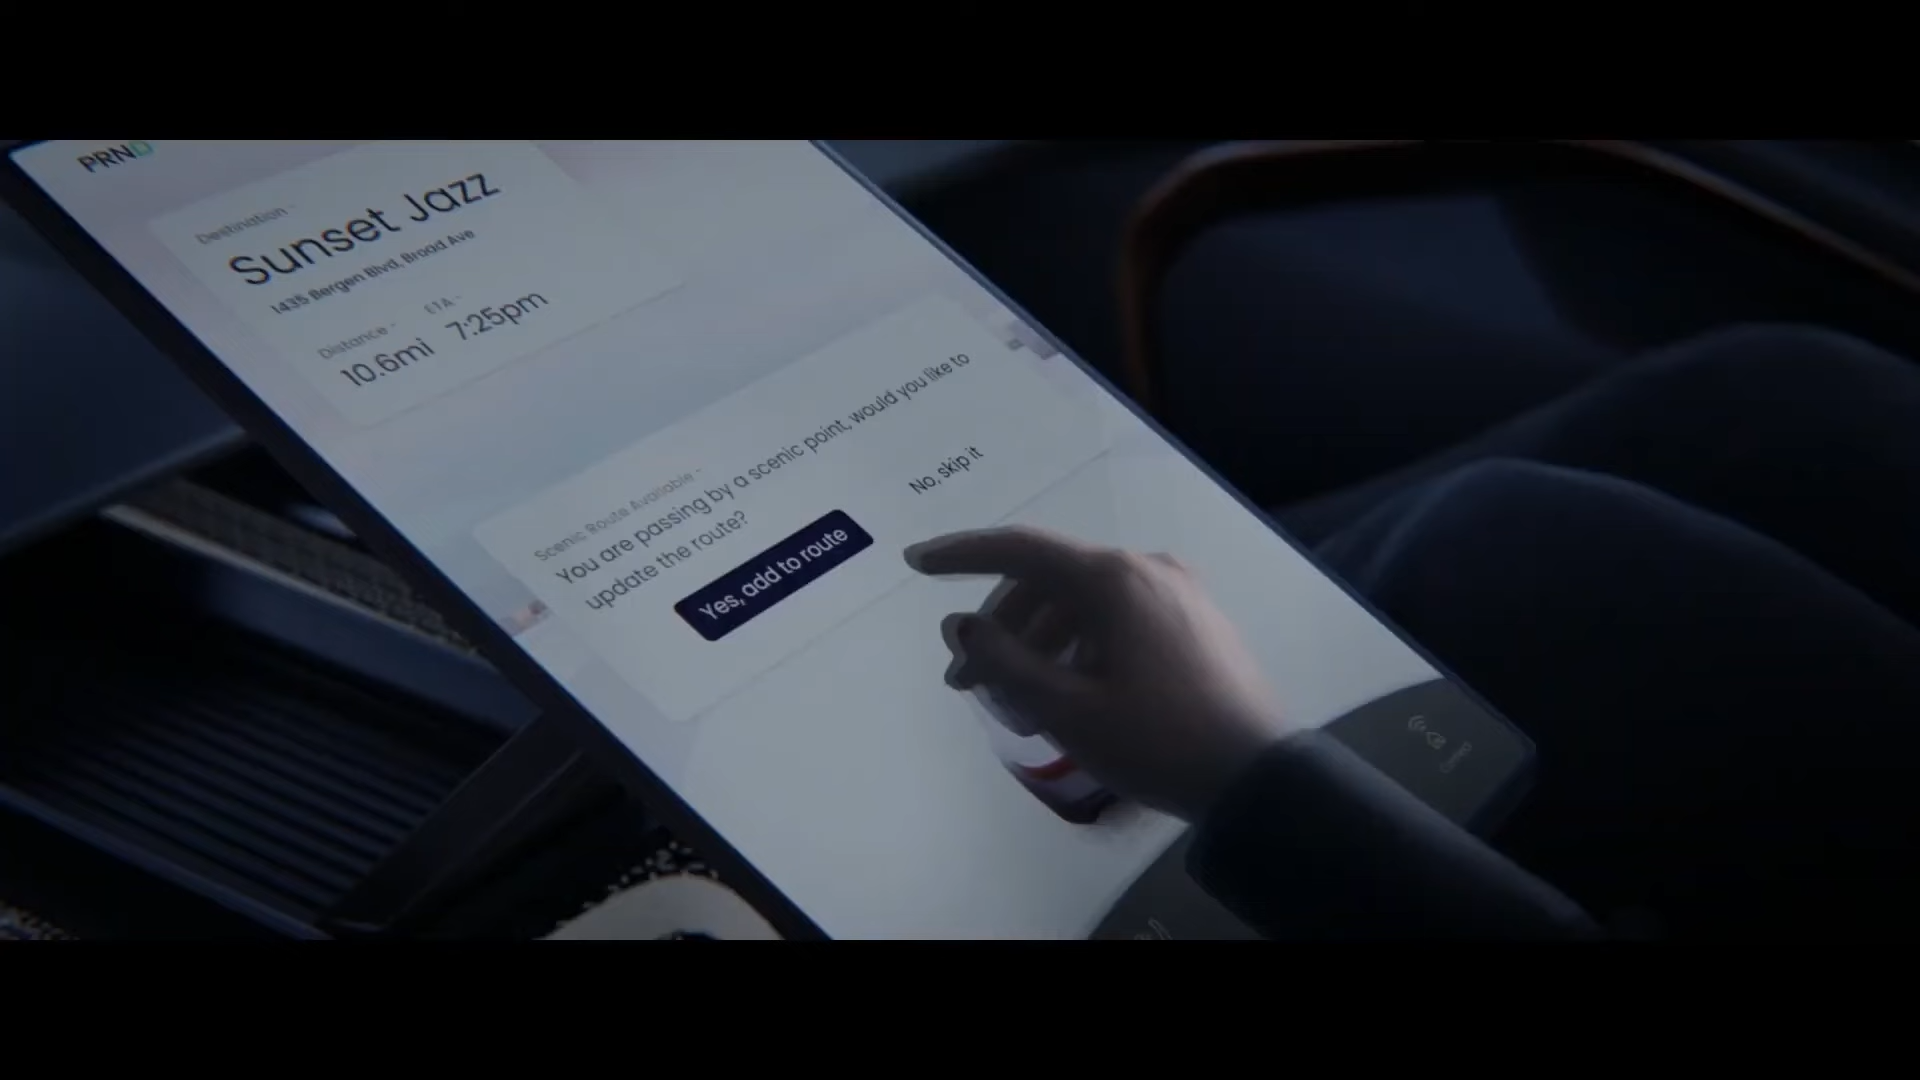 PRND
Destination -
Sunset Jazz
1435 Bergen Blvd, Broad Ave
Distance -
ETA -
10.6mi
7:25pm
Scenic Route Available -
You are passing by a scenic point, would you like to
update the route?
Yes, add to route
No, skip it
Connect